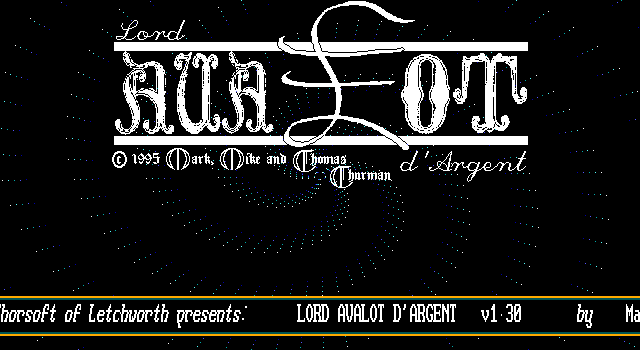 Lord
AVALOT
d'Argent
© 1995 Mark, Mike and Thomas
Thurman
horsoft of Letchworth presents: LORD AVALOT D'ARGENT v1.30 by Ma